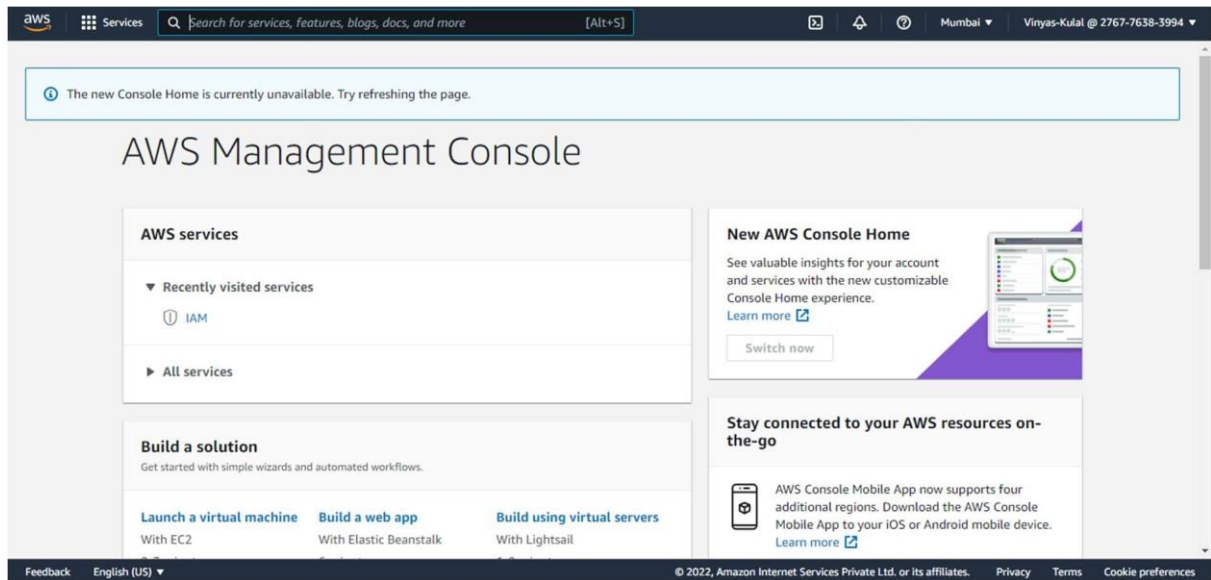 aws
Services
Search for services, features, blogs, docs, and more [Alt+S]
Mumbai ▼
Vinyas-Kulal @ 2767-7638-3994 ▼
The new Console Home is currently unavailable. Try refreshing the page.
AWS Management Console
AWS services
▼ Recently visited services
IAM
▶ All services
Build a solution
Get started with simple wizards and automated workflows.
Launch a virtual machine
With EC2
Build a web app
With Elastic Beanstalk
Build using virtual servers
With Lightsail
New AWS Console Home
See valuable insights for your account
and services with the new customizable
Console Home experience.
Learn more
Switch now
Stay connected to your AWS resources on-
the-go
AWS Console Mobile App now supports four
additional regions. Download the AWS Console
Mobile App to your iOS or Android mobile device.
Learn more
Feedback
English (US) ▼
© 2022, Amazon Internet Services Private Ltd. or its affiliates.
Privacy
Terms
Cookie preferences